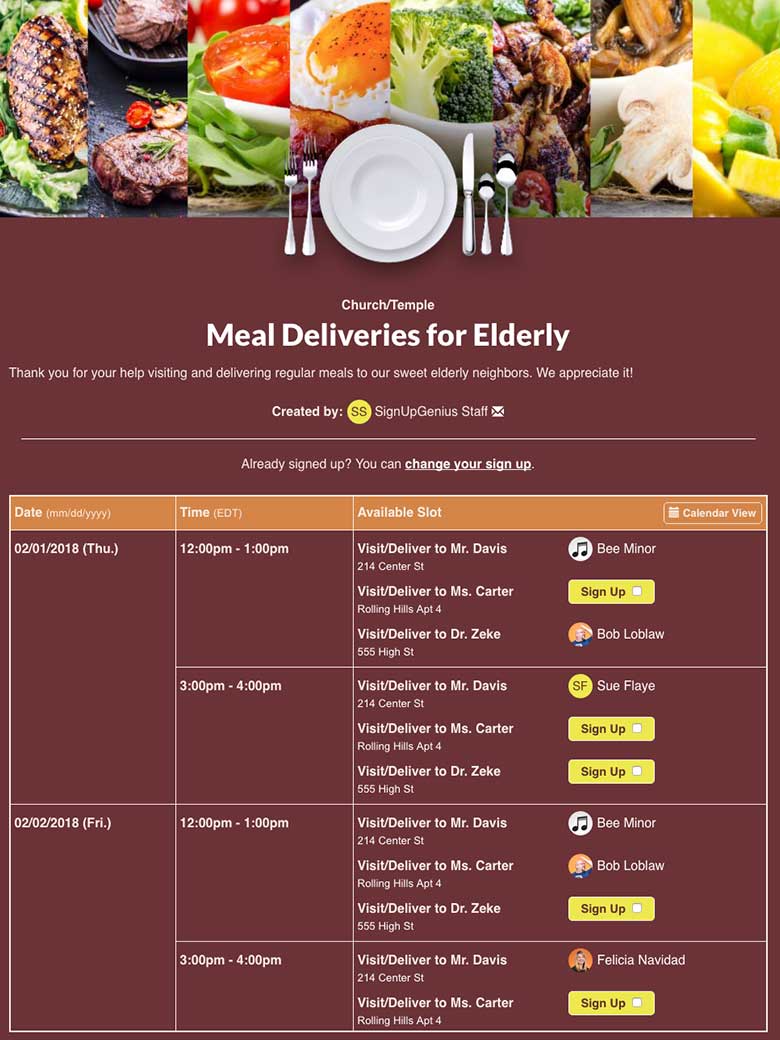 Church/Temple
Meal Deliveries for Elderly
Thank you for your help visiting and delivering regular meals to our sweet elderly neighbors. We appreciate it!
Created by: SS SignUpGenius Staff
Already signed up? You can change your sign up.
Date (mm/dd/yyyy) Time (EDT) Available Slot Calendar View
02/01/2018 (Thu.) 12:00pm - 1:00pm Visit/Deliver to Mr. Davis Bee Minor
214 Center St
Visit/Deliver to Ms. Carter Sign Up
Rolling Hills Apt 4
Visit/Deliver to Dr. Zeke Bob Loblaw
555 High St
3:00pm - 4:00pm Visit/Deliver to Mr. Davis SF Sue Flaye
214 Center St
Visit/Deliver to Ms. Carter Sign Up
Rolling Hills Apt 4
Visit/Deliver to Dr. Zeke Sign Up
555 High St
02/02/2018 (Fri.) 12:00pm - 1:00pm Visit/Deliver to Mr. Davis Bee Minor
214 Center St
Visit/Deliver to Ms. Carter Bob Loblaw
Rolling Hills Apt 4
Visit/Deliver to Dr. Zeke Sign Up
555 High St
3:00pm - 4:00pm Visit/Deliver to Mr. Davis Felicia Navidad
214 Center St
Visit/Deliver to Ms. Carter Sign Up
Rolling Hills Apt 4